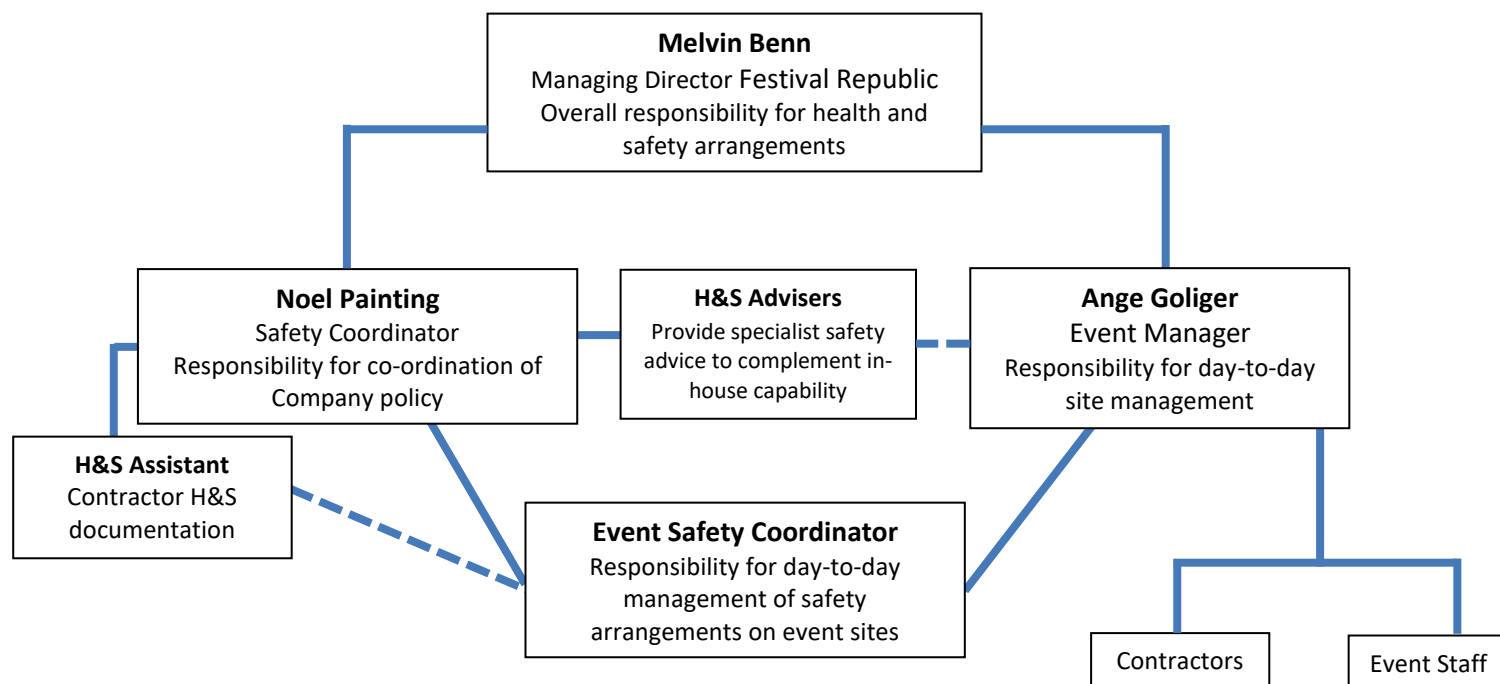 Melvin Benn
Managing Director Festival Republic
Overall responsibility for health and
safety arrangements
Noel Painting
Safety Coordinator
Responsibility for co-ordination of
Company policy
H&S Advisers
Provide specialist safety
advice to complement in-
house capability
Ange Goliger
Event Manager
Responsibility for day-to-day
site management
H&S Assistant
Contractor H&S
documentation
Event Safety Coordinator
Responsibility for day-to-day
management of safety
arrangements on event sites
Contractors
Event Staff